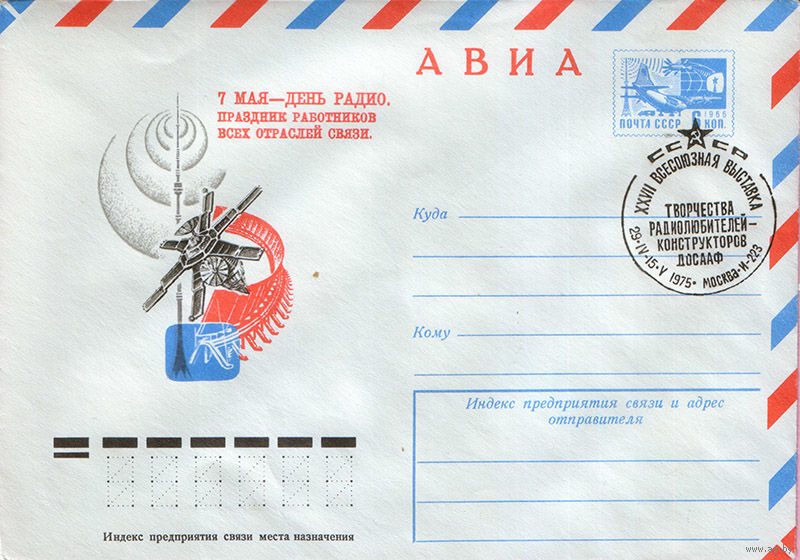 АВИА
7 МАЯ—ДЕНЬ РАДИО.
ПРАЗДНИК РАБОТНИКОВ
ВСЕХ ОТРАСЛЕЙ СВЯЗИ.
1966
ПОЧТА СССР 6 КОП.
СССР
XXVII ВСЕСОЮЗНАЯ ВЫСТАВКА
ТВОРЧЕСТВА
РАДИОЛЮБИТЕЛЕЙ—
КОНСТРУКТОРОВ
ДОСААФ
29·IV-15·V 1975· МОСКВА-И-223
Куда
Кому
Индекс предприятия связи и адрес
отправителя
Индекс предприятия связи места назначения